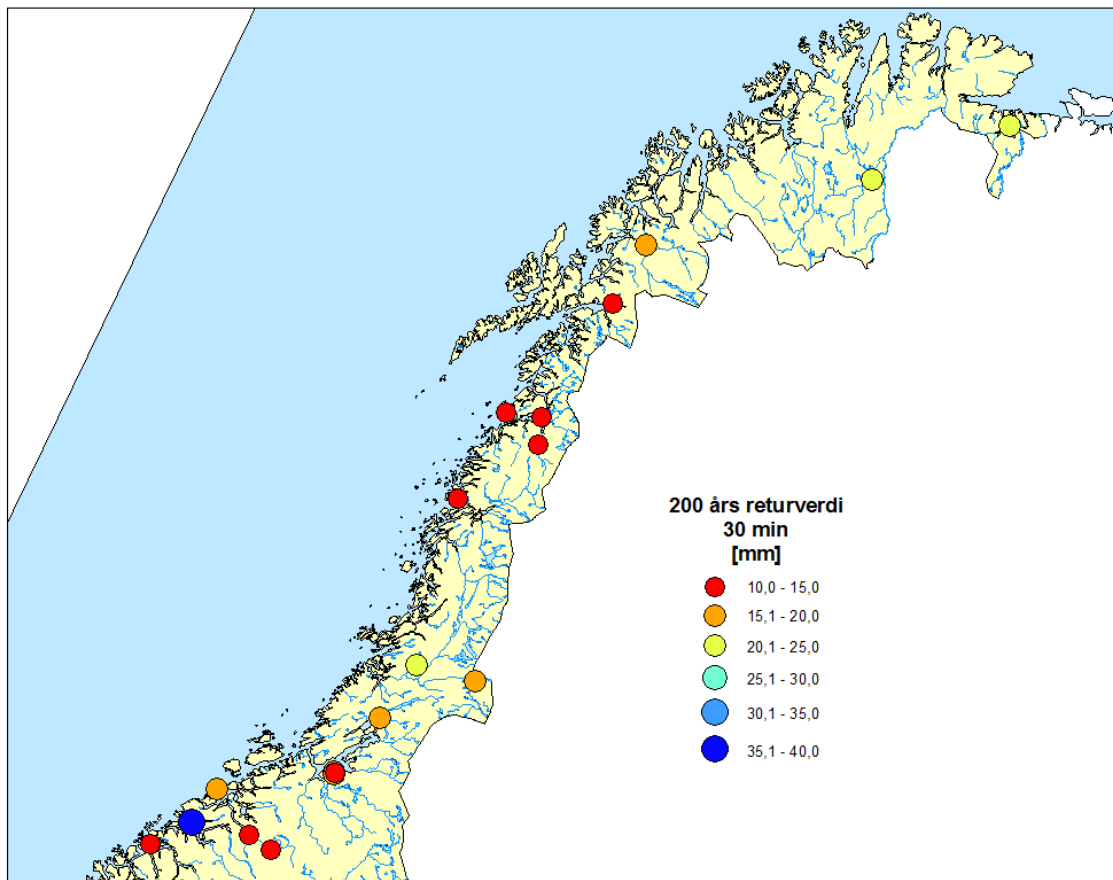 200 års returverdi
30 min
[mm]
10,0 - 15,0
15,1 - 20,0
20,1 - 25,0
25,1 - 30,0
30,1 - 35,0
35,1 - 40,0